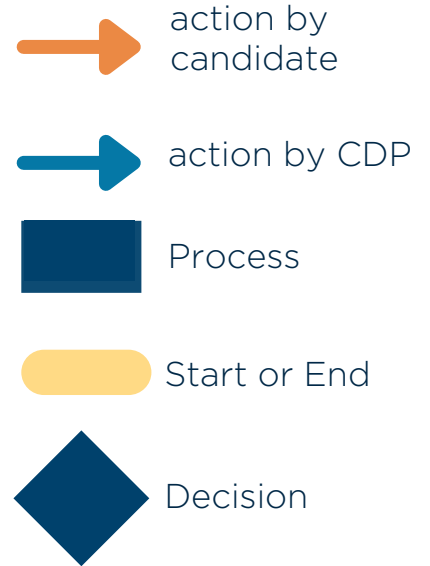 action by
candidate
action by CDP
Process
Start or End
Decision